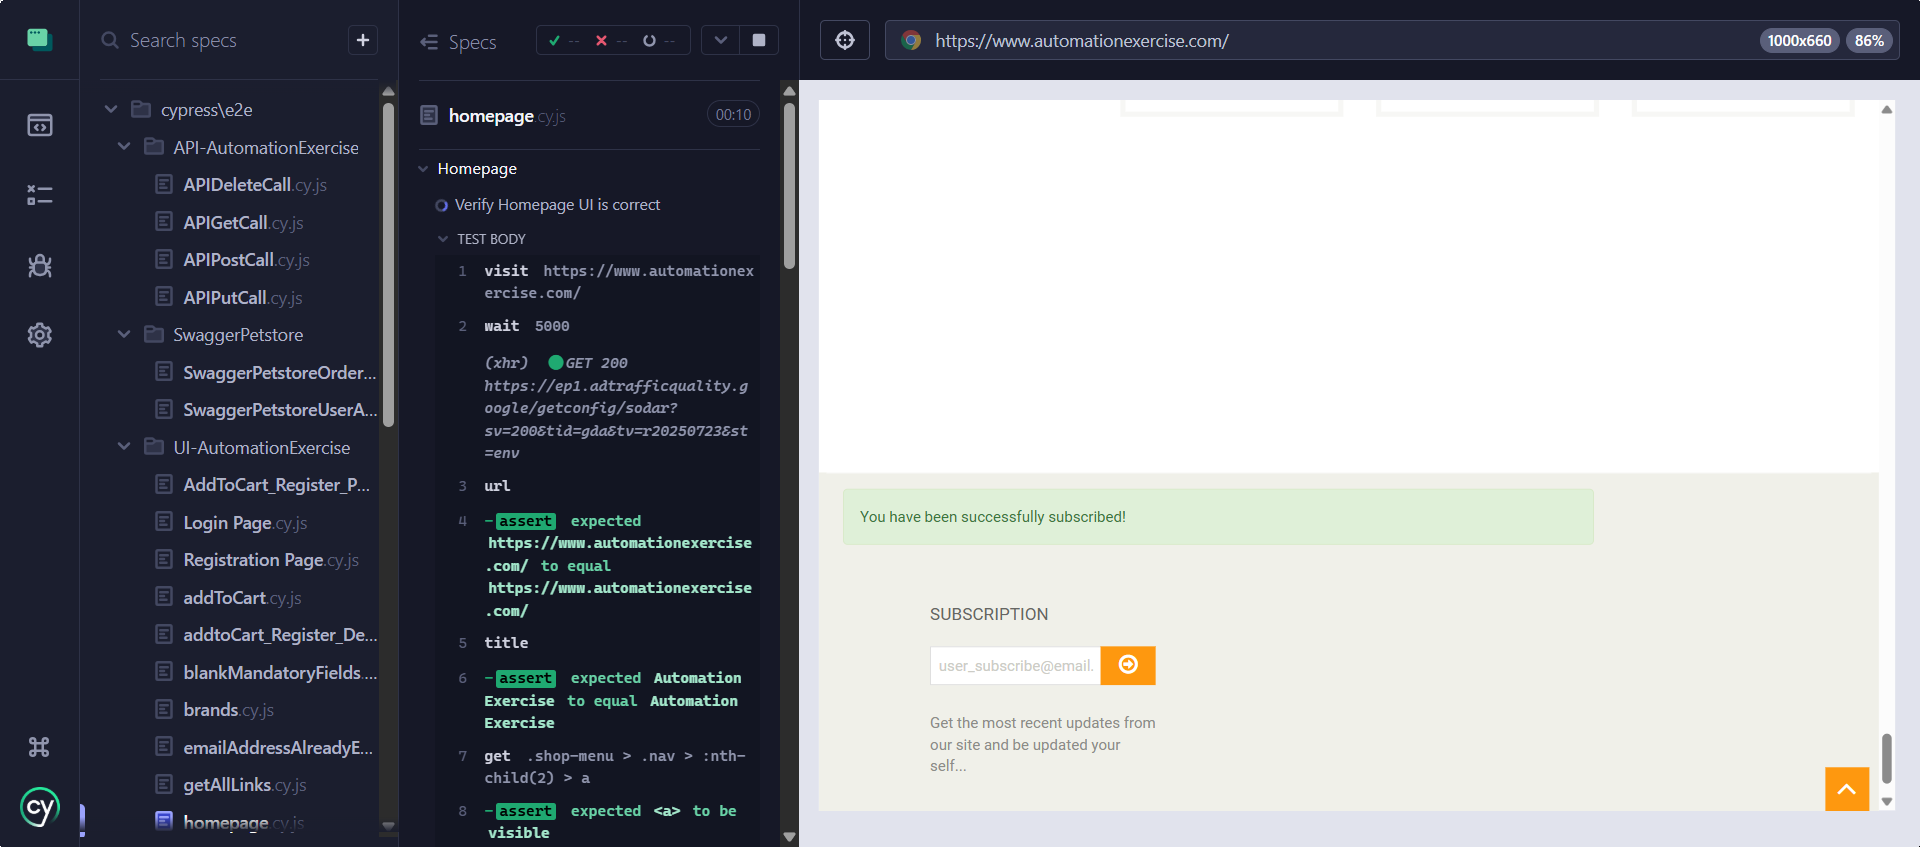 Search specs
cypress\e2e
API-AutomationExercise
APIDeleteCall.cy.js
APIGetCall.cy.js
APIPostCall.cy.js
APIPutCall.cy.js
SwaggerPetstore
SwaggerPetstoreOrder...
SwaggerPetstoreUserA...
UI-AutomationExercise
AddToCart_Register_P...
Login Page.cy.js
Registration Page.cy.js
addToCart.cy.js
addtoCart_Register_De...
blankMandatoryFields....
brands.cy.js
emailAddressAlreadyE...
getAllLinks.cy.js
homepage.cy.js
cy
Specs
-- -- --
homepage.cy.js
00:10
Homepage
Verify Homepage UI is correct
TEST BODY
1 visit https://www.automationex
ercise.com/
2 wait 5000
(xhr) GET 200
https://ep1.adtrafficquality.g
oogle/getconfig/sodar?
sv=200&tid=gda&tv=r20250723&st
=env
3 url
4 -assert expected
https://www.automationexercise
.com/ to equal
https://www.automationexercise
.com/
5 title
6 -assert expected Automation
Exercise to equal Automation
Exercise
7 get .shop-menu > .nav > :nth-
child(2) > a
8 -assert expected <a> to be
visible
https://www.automationexercise.com/
1000x660
86%
You have been successfully subscribed!
SUBSCRIPTION
user_subscribe@email.
Get the most recent updates from
our site and be updated your
self...